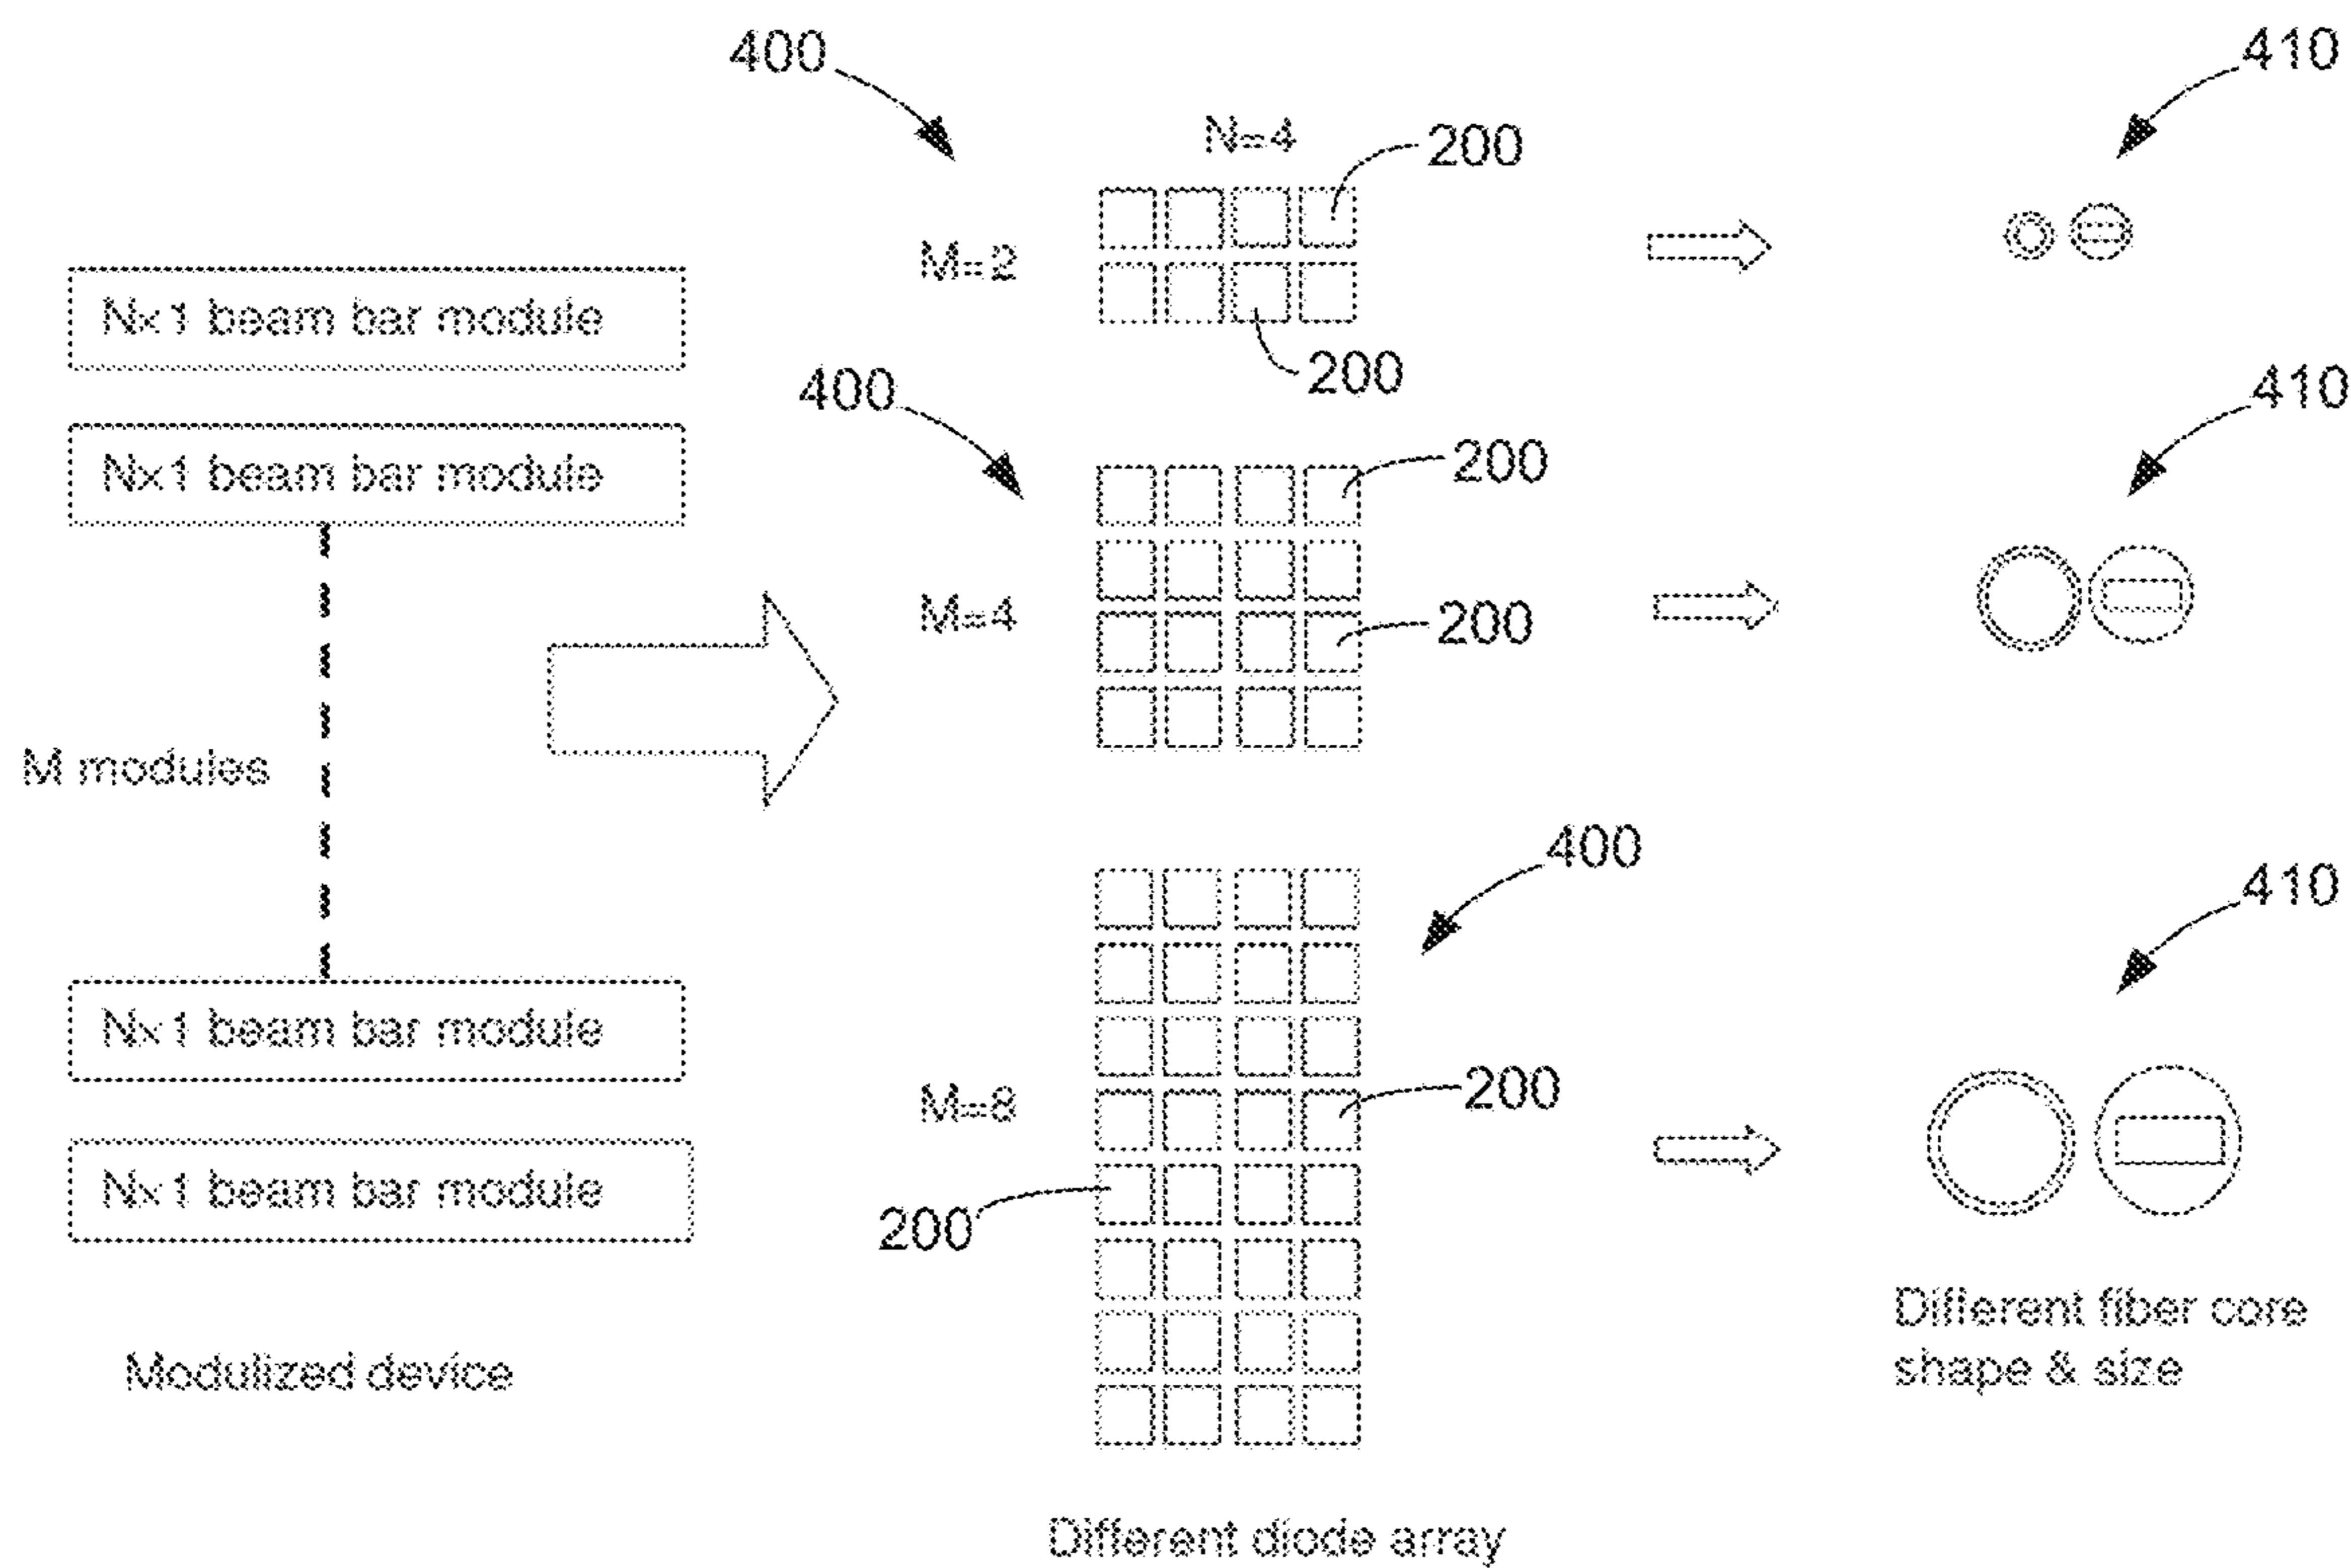 400
410
N=4
200
M=2
Nx1 beam bar module
200
400
410
Nx1 beam bar module
200
M=4
200
M modules
400
410
Nx1 beam bar module
M=8
200
Nx1 beam bar module
200
Different fiber core
shape & size
Modulized device
Different diode array